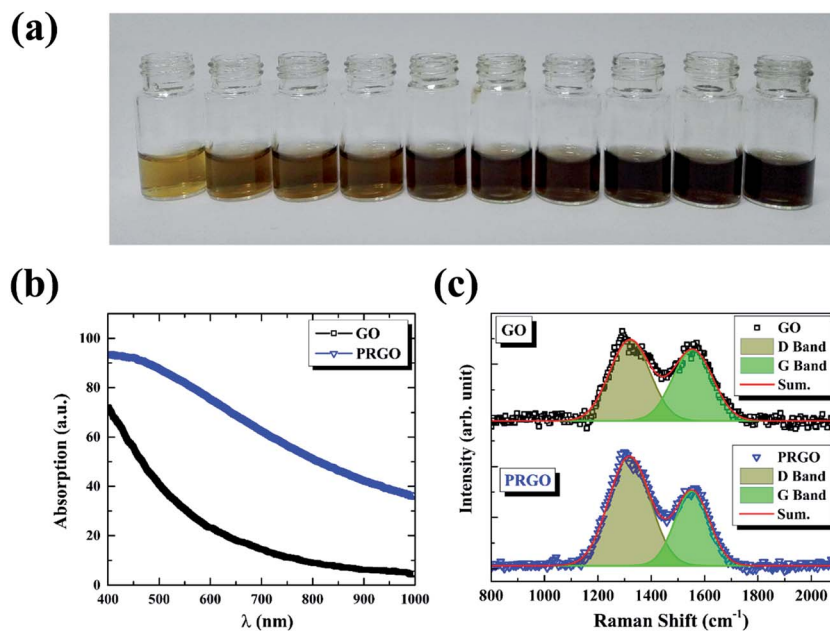 (a)
(b)
GO
PRGO
Absorption (a.u.)
100
80
60
40
20
0
400 500 600 700 800 900 1000
λ (nm)
(c)
GO
GO
D Band
G Band
Sum.
PRGO
PRGO
D Band
G Band
Sum.
Intensity (arb. unit)
800 1000 1200 1400 1600 1800 2000
Raman Shift (cm⁻¹)